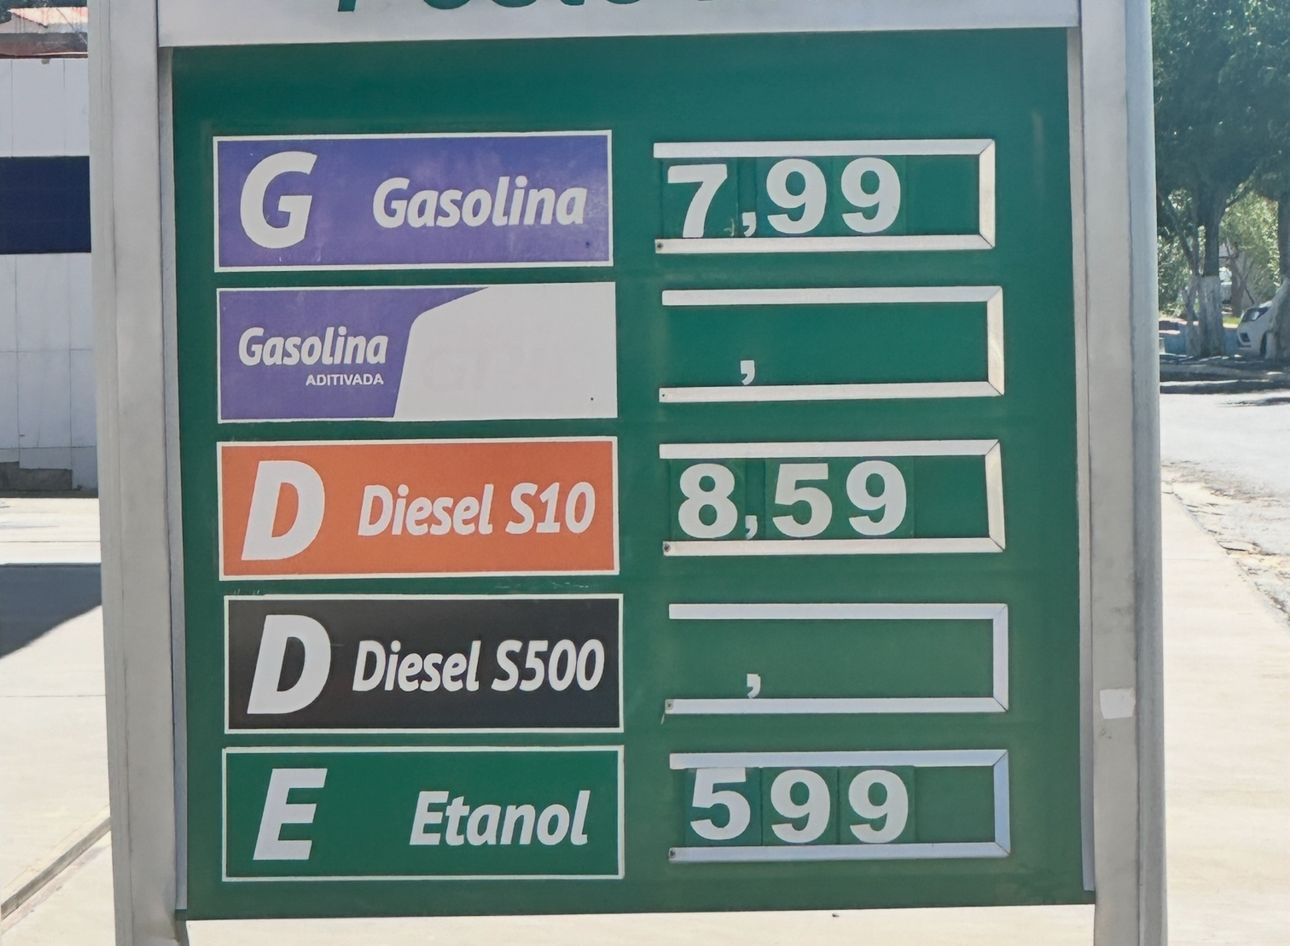 G Gasolina 7,99
Gasolina ,
ADITIVADA
D Diesel S10 8,59
D Diesel S500 ,
E Etanol 599